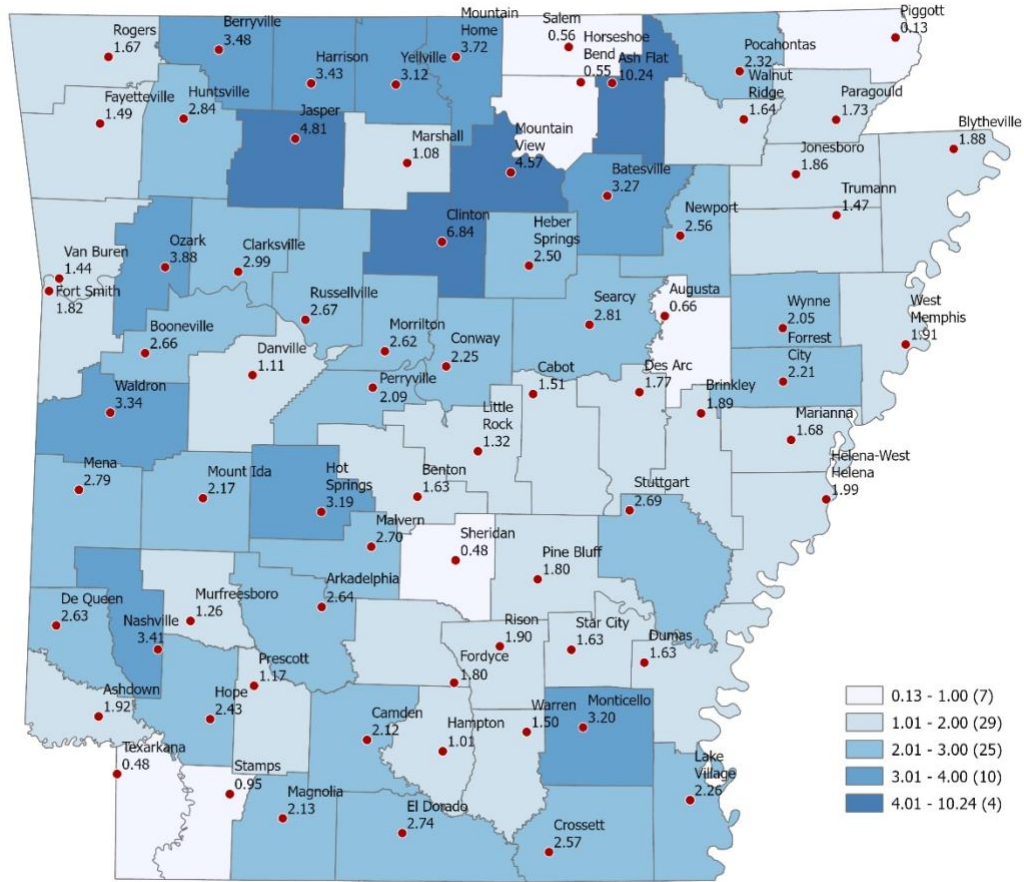 Rogers
1.67
Berryville
3.48
Harrison
3.43
Yellville
3.12
Mountain
Home
3.72
Salem
0.56
Horseshoe
Bend
0.55
Ash Flat
10.24
Pocahontas
2.32
Piggott
0.13
Fayetteville
1.49
Huntsville
2.84
Jasper
4.81
Marshall
1.08
Mountain
View
4.57
Walnut
Ridge
1.64
Paragould
1.73
Blytheville
1.88
Batesville
3.27
Jonesboro
1.86
Trumann
1.47
Newport
2.56
Van Buren
1.44
Fort Smith
1.82
Ozark
3.88
Clarksville
2.99
Clinton
6.84
Heber
Springs
2.50
Russellville
2.67
Searcy
2.81
Augusta
0.66
Wynne
2.05
West
Memphis
1.91
Booneville
2.66
Danville
1.11
Morrilton
2.62
Conway
2.25
Forrest
City
2.21
Waldron
3.34
Perryville
2.09
Cabot
1.51
Des Arc
1.77
Brinkley
1.89
Little
Rock
1.32
Marianna
1.68
Mena
2.79
Mount Ida
2.17
Hot
Springs
3.19
Benton
1.63
Stuttgart
2.69
Helena-West
Helena
1.99
Malvern
2.70
Sheridan
0.48
Pine Bluff
1.80
De Queen
2.63
Nashville
3.41
Murfreesboro
1.26
Arkadelphia
2.64
Rison
1.90
Star City
1.63
Dumas
1.63
Fordyce
1.80
Prescott
1.17
Ashdown
1.92
Hope
2.43
Camden
2.12
Hampton
1.01
Warren
1.50
Monticello
3.20
Texarkana
0.48
Stamps
0.95
Magnolia
2.13
El Dorado
2.74
Crossett
2.57
Lake
Village
2.26
0.13 - 1.00 (7)
1.01 - 2.00 (29)
2.01 - 3.00 (25)
3.01 - 4.00 (10)
4.01 - 10.24 (4)